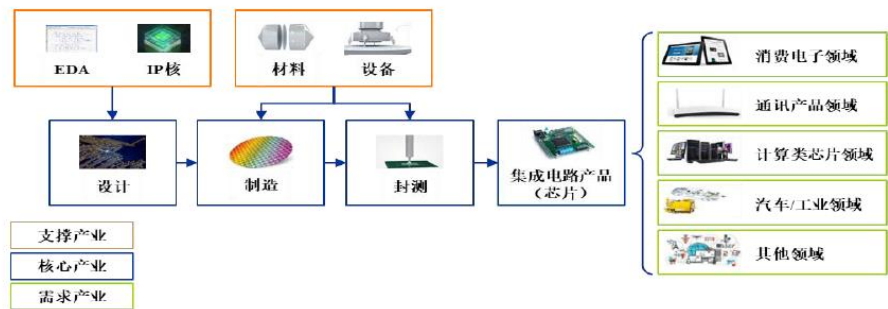 EDA
IP核
材料
设备
消费电子领域
通讯产品领域
设计
制造
封测
集成电路产品
（芯片）
计算类芯片领域
汽车/工业领域
其他领域
支撑产业
核心产业
需求产业